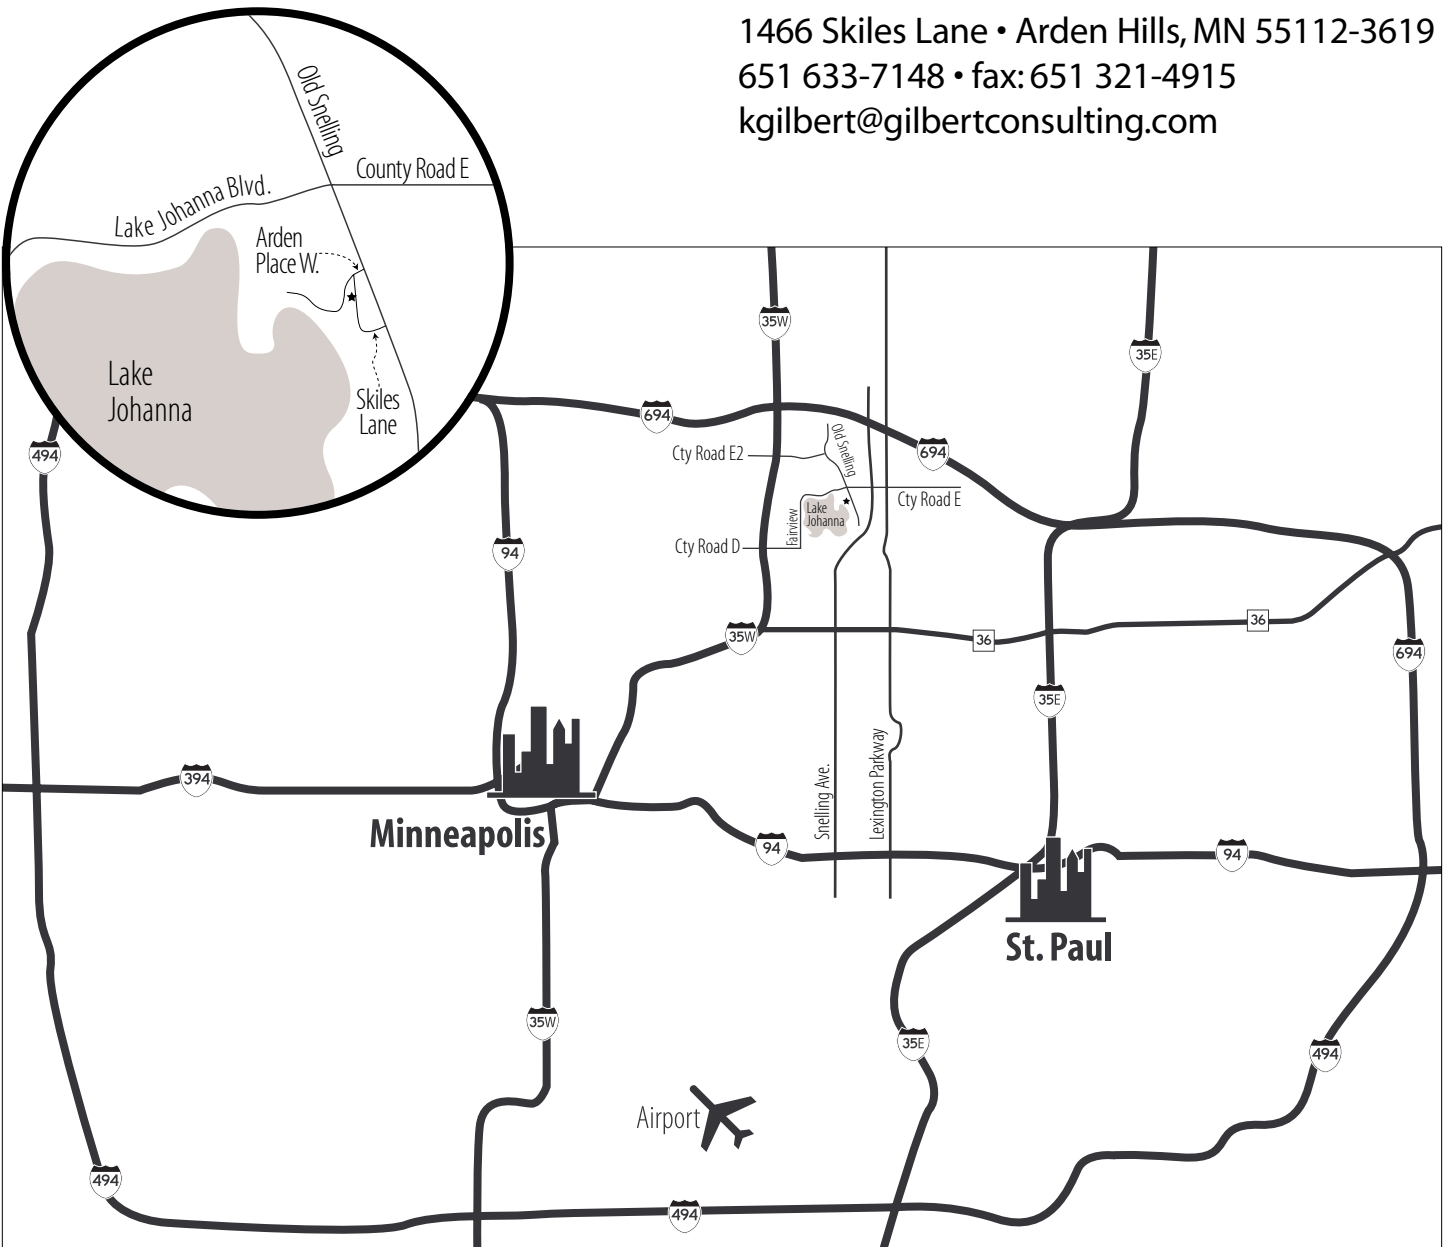 1466 Skiles Lane • Arden Hills, MN 55112-3619
651 633-7148 • fax: 651 321-4915
kgilbert@gilbertconsulting.com
Old Snelling
County Road E
Lake Johanna Blvd.
Arden
Place W.
Lake
Johanna
Skiles
Lane
35W
35E
694
494
Cty Road E2
Old Snelling
694
Cty Road E
Lake
Johanna
Fairview
Cty Road D
94
35W
36
36
694
35E
394
Snelling Ave.
Lexington Parkway
Minneapolis
94
94
St. Paul
35W
35E
494
Airport
494
494